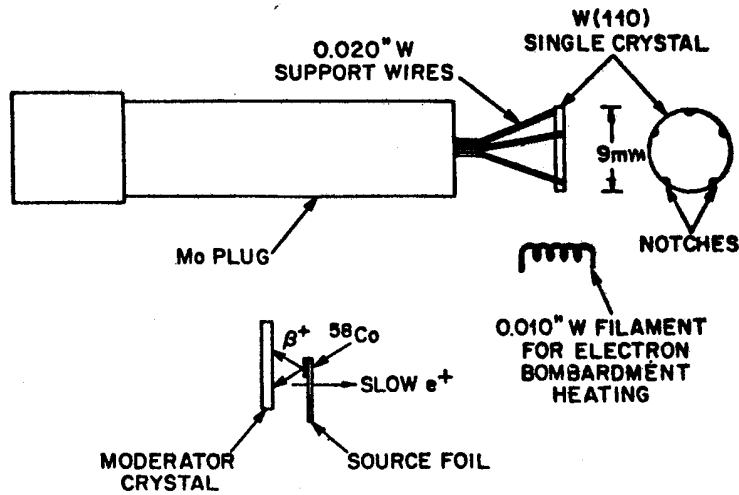 W(110)
SINGLE CRYSTAL
0.020" W
SUPPORT WIRES
9mm
Mo PLUG
NOTCHES
0.010" W FILAMENT
FOR ELECTRON
BOMBARDMENT
HEATING
β+
58Co
SLOW e+
MODERATOR
CRYSTAL
SOURCE FOIL